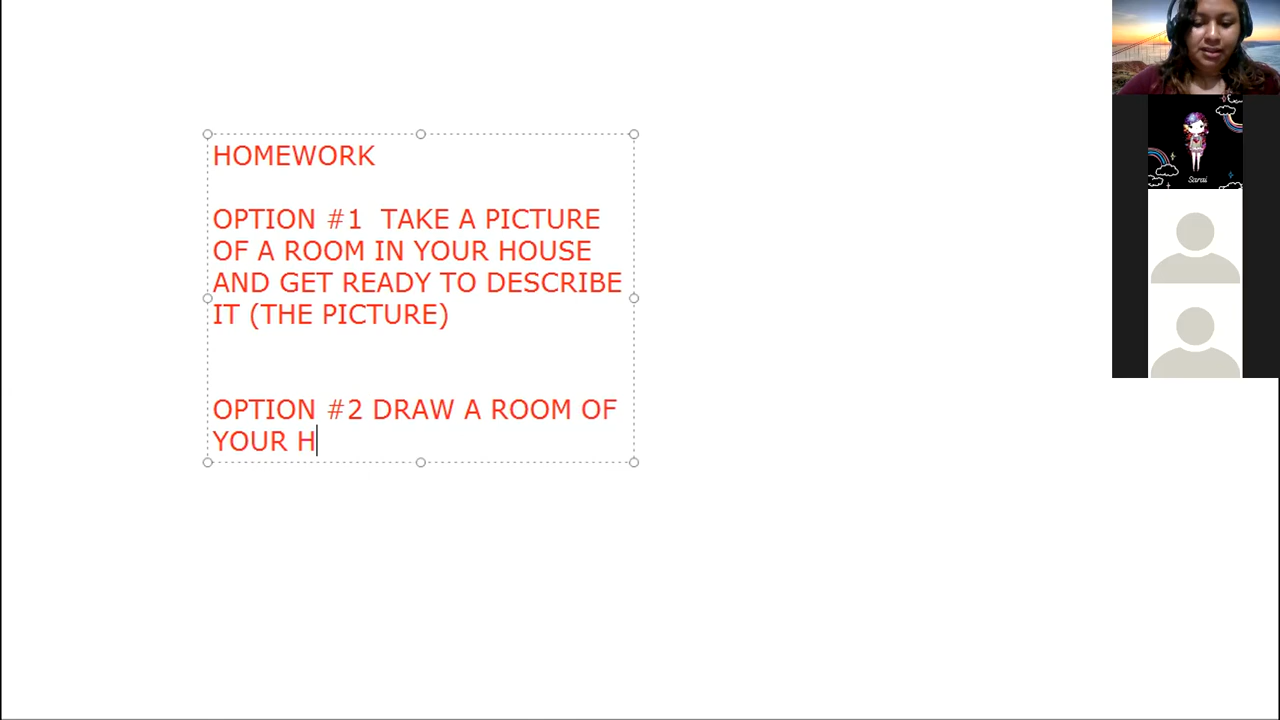 HOMEWORK
OPTION #1 TAKE A PICTURE
OF A ROOM IN YOUR HOUSE
AND GET READY TO DESCRIBE
IT (THE PICTURE)
OPTION #2 DRAW A ROOM OF
YOUR H
Sarai